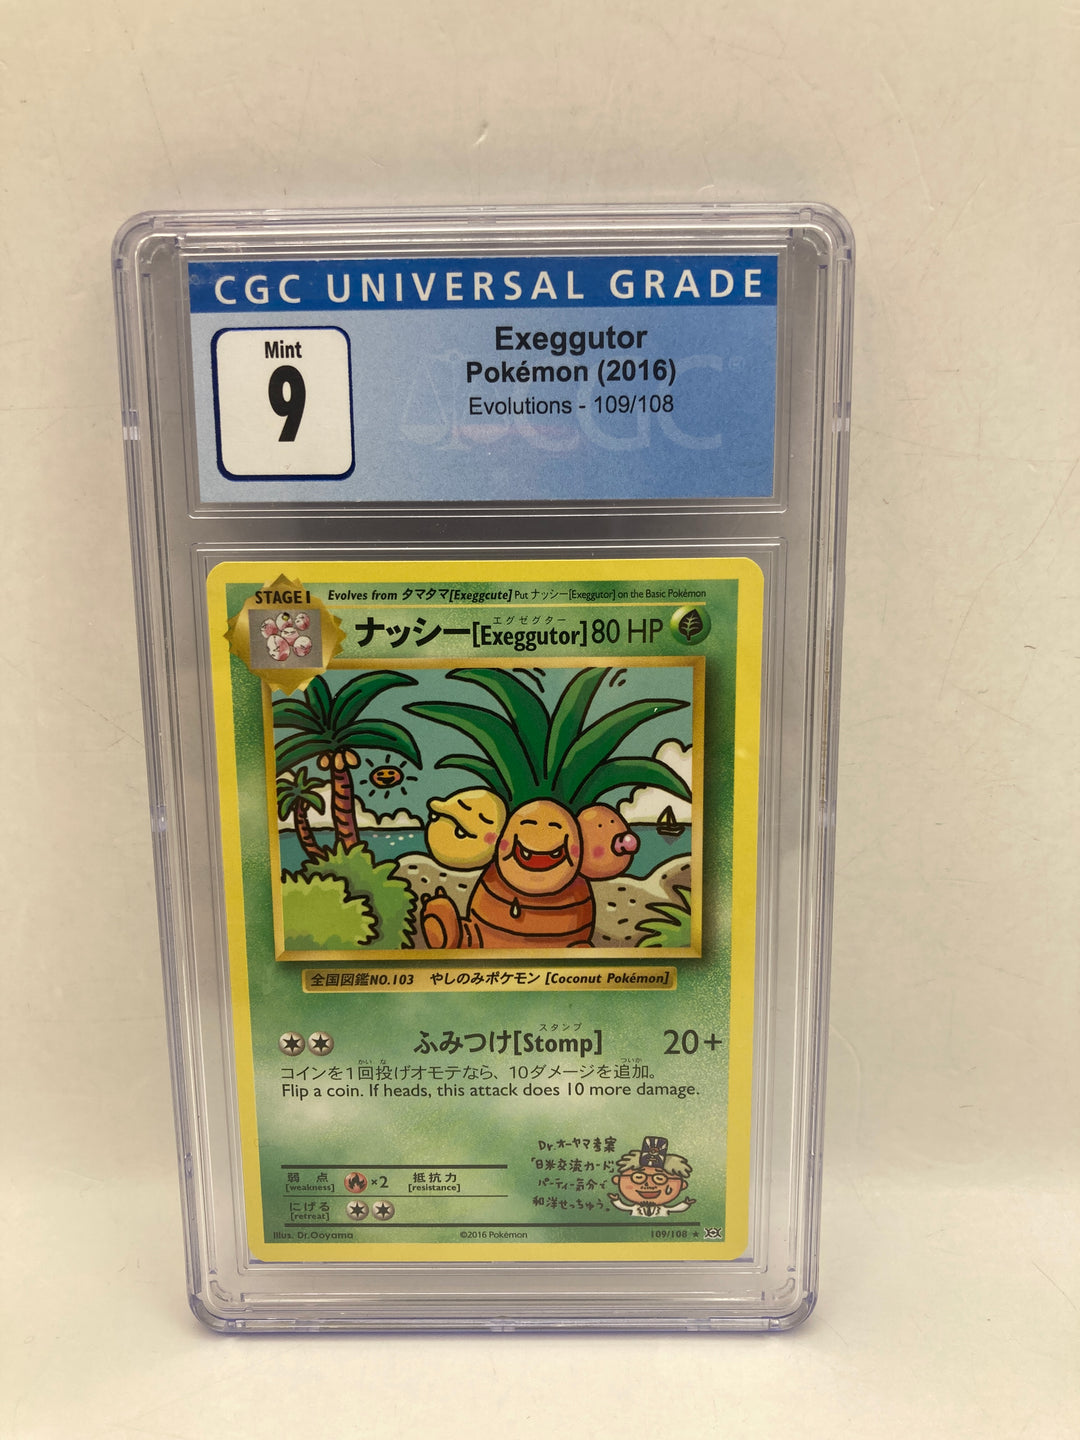 CGC UNIVERSAL GRADE
Mint
9
Exeggutor
Pokémon (2016)
Evolutions - 109/108
CGC
STAGE 1
Evolves from タマタマ[Exeggcute] Put ナッシー[Exeggutor] on the Basic Pokémon
エグゼグター
ナッシー[Exeggutor] 80 HP
全国図鑑NO.103 やしのみポケモン [Coconut Pokémon]
スタンプ
ふみつけ[Stomp] 20+
かい な ついか
コインを1回投げオモテなら、10ダメージを追加。
Flip a coin. If heads, this attack does 10 more damage.
Dr.オーヤマ考案
「日米交流カード」
パーティー気分で
和洋せっちゅう。
弱点 ×2 抵抗力
[weakness] [resistance]
にげる
[retreat]
Illus. Dr.Ooyama ©2016 Pokémon 109/108 ★